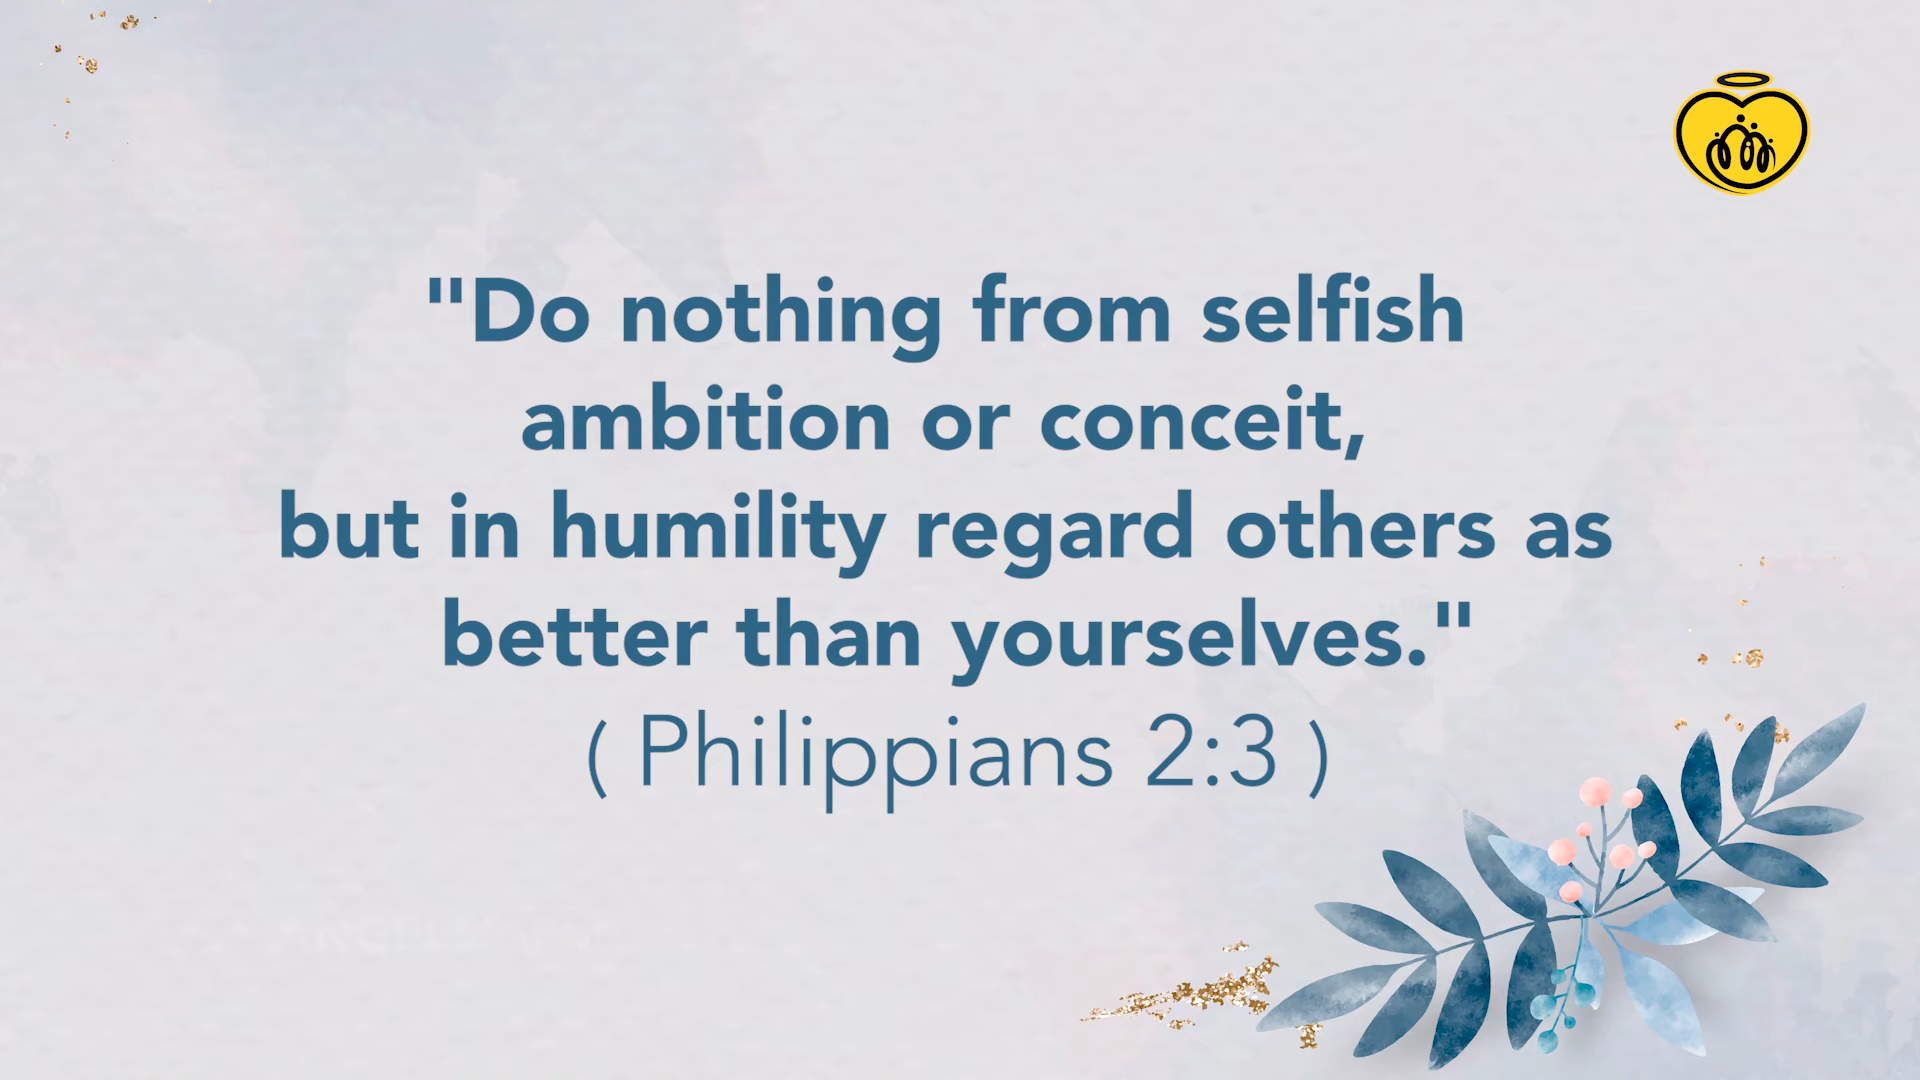 "Do nothing from selfish
ambition or conceit,
but in humility regard others as
better than yourselves."
( Philippians 2:3 )